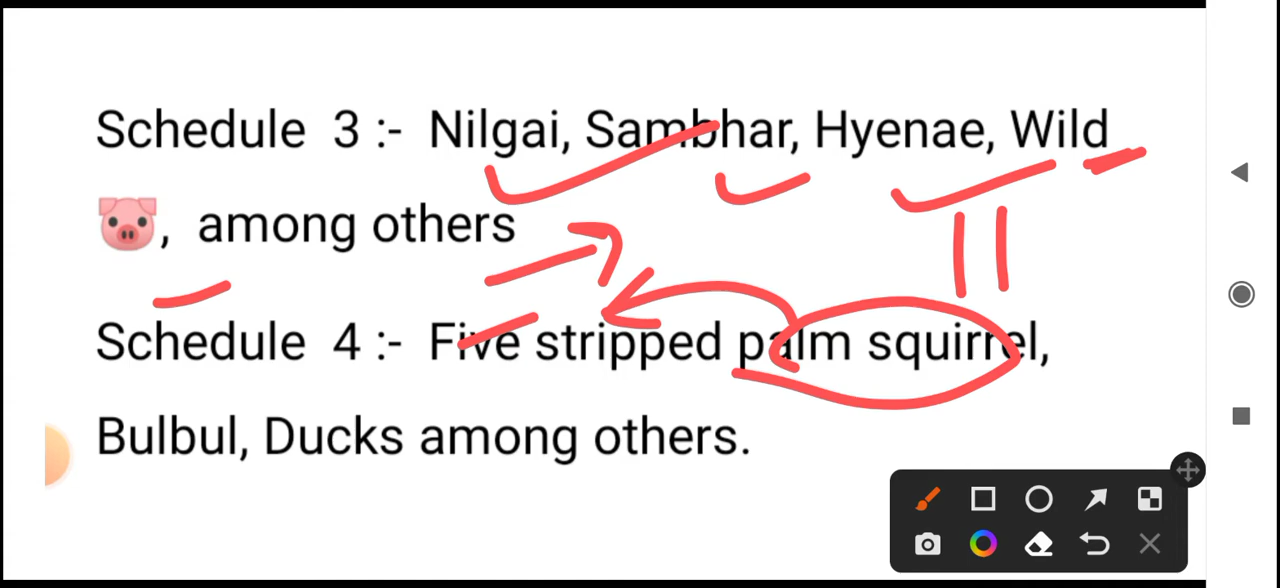 Schedule 3 :- Nilgai, Sambhar, Hyenae, Wild
🐷, among others
Schedule 4 :- Five stripped palm squirrel,
Bulbul, Ducks among others.